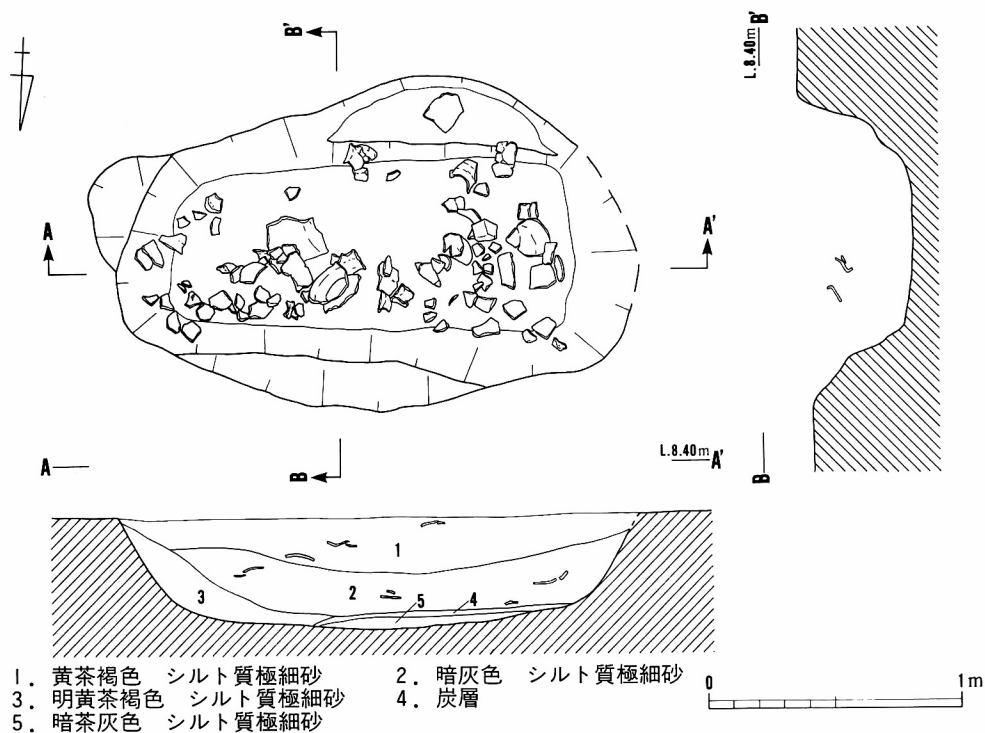 B'
B'
L.8.40m
A
A'
L.8.40m
A'
A
B
B
1
2
3
4
5
1. 黄茶褐色 シルト質極細砂 2. 暗灰色 シルト質極細砂
3. 明黄茶褐色 シルト質極細砂 4. 炭層
5. 暗茶灰色 シルト質極細砂
0 1m